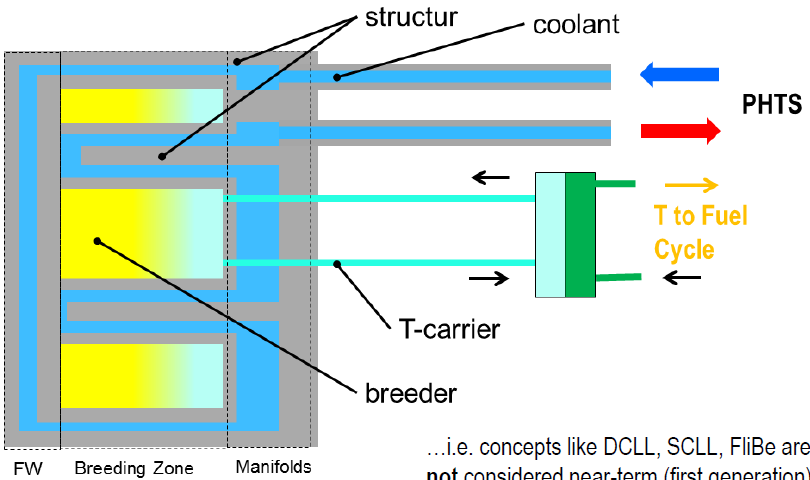 structur
coolant
PHTS
T to Fuel
Cycle
T-carrier
breeder
…i.e. concepts like DCLL, SCLL, FliBe are
not considered near-term (first generation)
FW
Breeding Zone
Manifolds